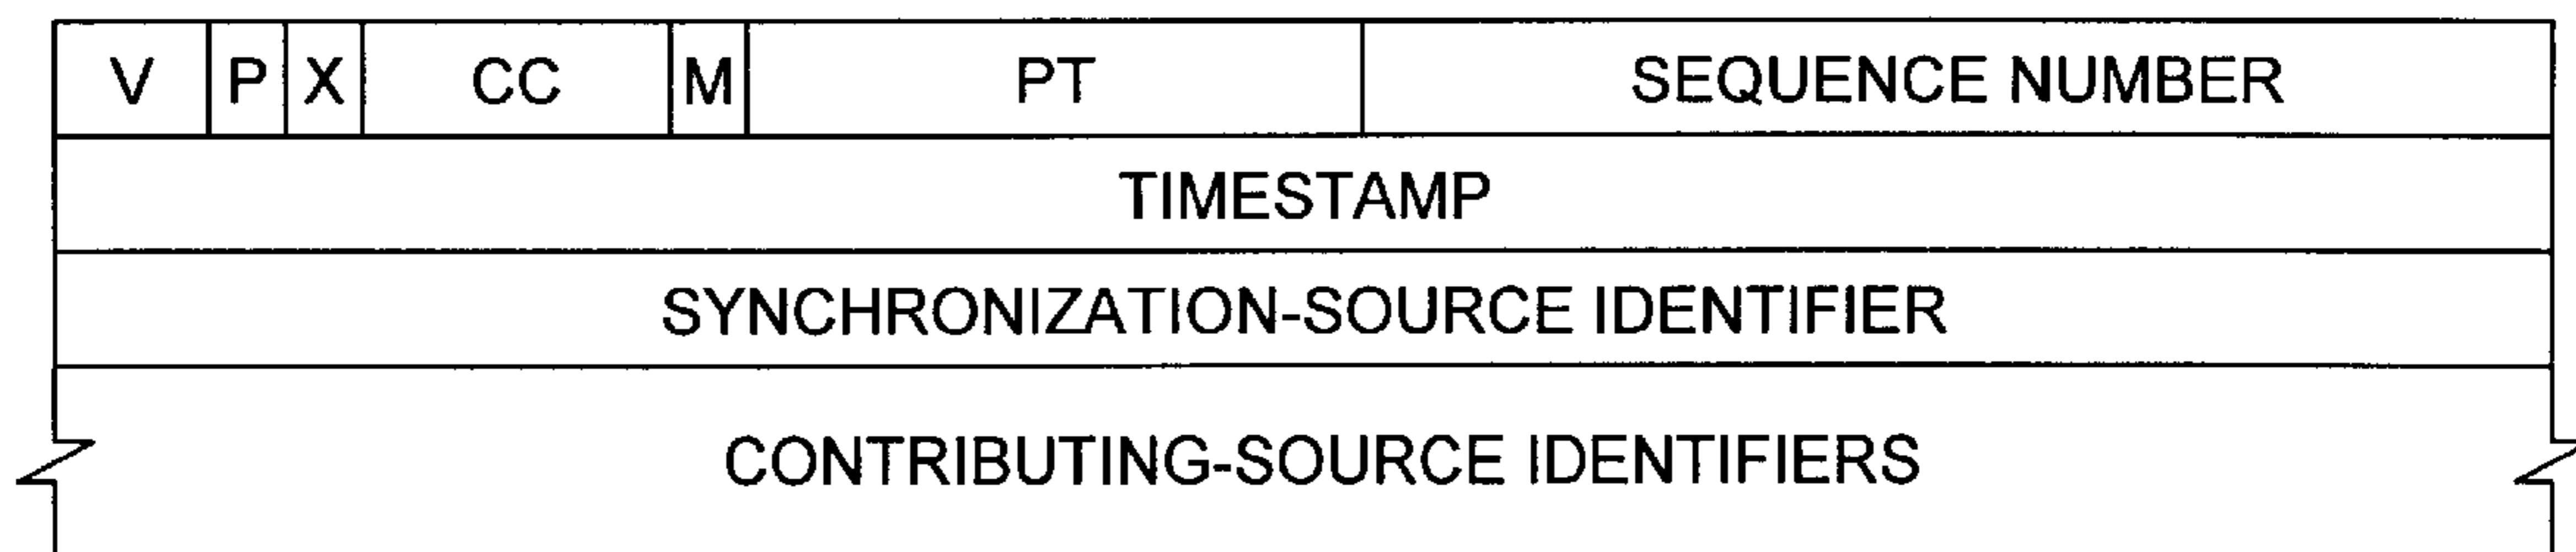 V P X CC M PT SEQUENCE NUMBER
TIMESTAMP
SYNCHRONIZATION-SOURCE IDENTIFIER
CONTRIBUTING-SOURCE IDENTIFIERS